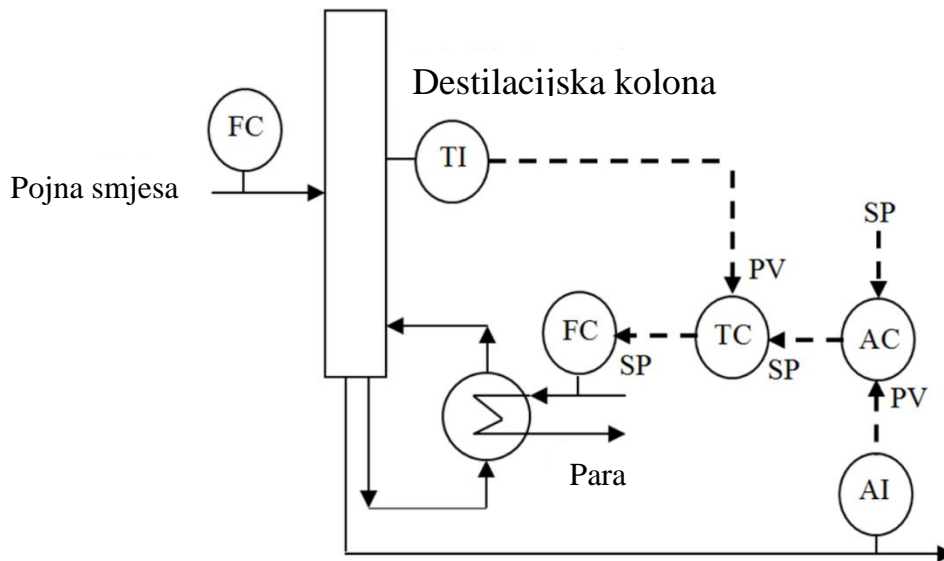 Destilacijska kolona
FC
TI
Pojna smjesa
SP
PV
FC
TC
AC
SP
SP
PV
Para
AI